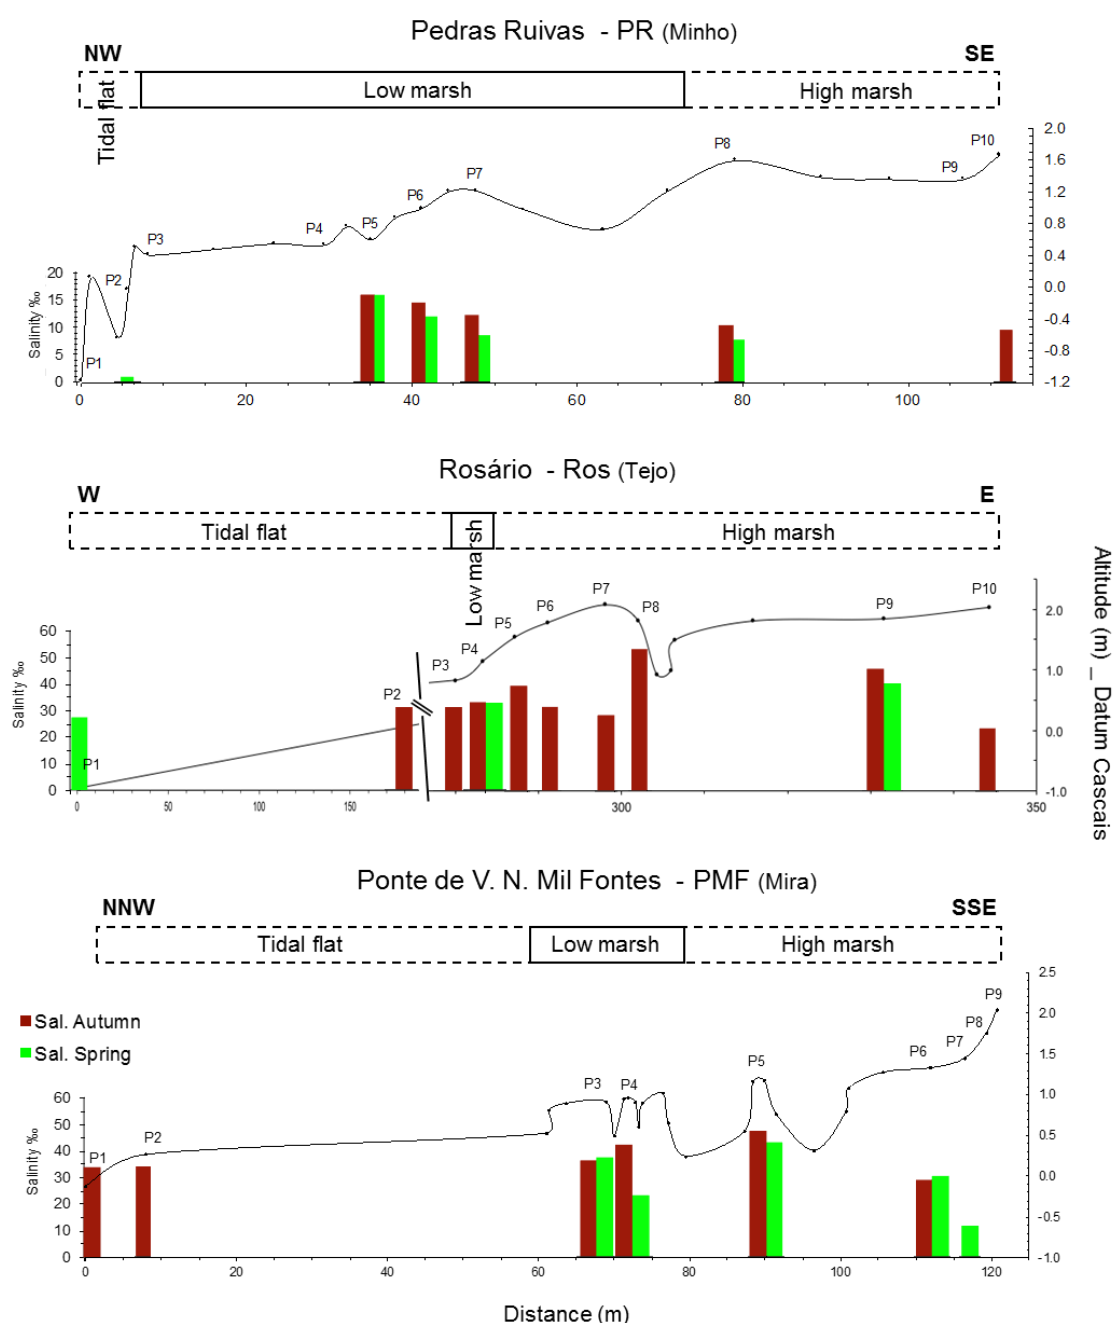 Pedras Ruivas - PR (Minho)
NW SE
Tidal flat Low marsh High marsh
2.0
P10
P8 1.6
P9
P7
P6 1.2
P4 P5 0.8
P3
0.4
20 P2 0.0
15 -0.4
10
5 P1 -0.8
0 -1.2
Salinity ‰
0 20 40 60 80 100
Rosário - Ros (Tejo)
W E
Tidal flat Low marsh High marsh
P7 P10
P8 P9 2.0
P6
P5
60 P4
50 P3 1.0
40 P2
30
20 0.0
10 P1
0 -1.0
Salinity ‰
0 50 100 150 300 350
Altitude (m) _ Datum Cascais
Ponte de V. N. Mil Fontes - PMF (Mira)
NNW SSE
Tidal flat Low marsh High marsh
2.5
P9
2.0
Sal. Autumn P8
P7
Sal. Spring P6 1.5
P5
P3 P4
60 1.0
50
40 P2 0.5
P1
30 0.0
20
10 -0.5
0 -1.0
Salinity ‰
0 20 40 60 80 100 120
Distance (m)